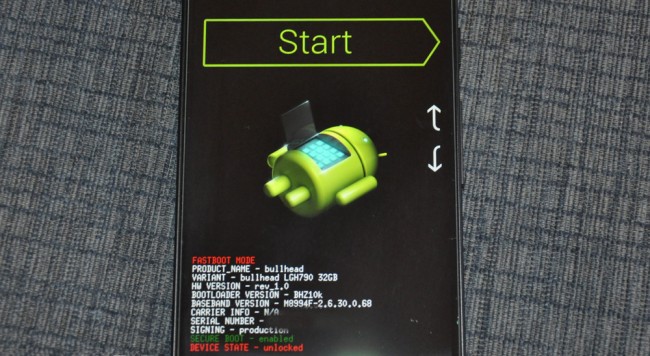 Start
FASTBOOT MODE
PRODUCT_NAME - bullhead
VARIANT - bullhead LGH790 32GB
HW VERSION - rev_1.0
BOOTLOADER VERSION - BHZ10k
BASEBAND VERSION - M8994F-2.6.30.0.68
CARRIER INFO - N/A
SERIAL NUMBER -
SIGNING - production
SECURE BOOT - enabled
DEVICE STATE - unlocked